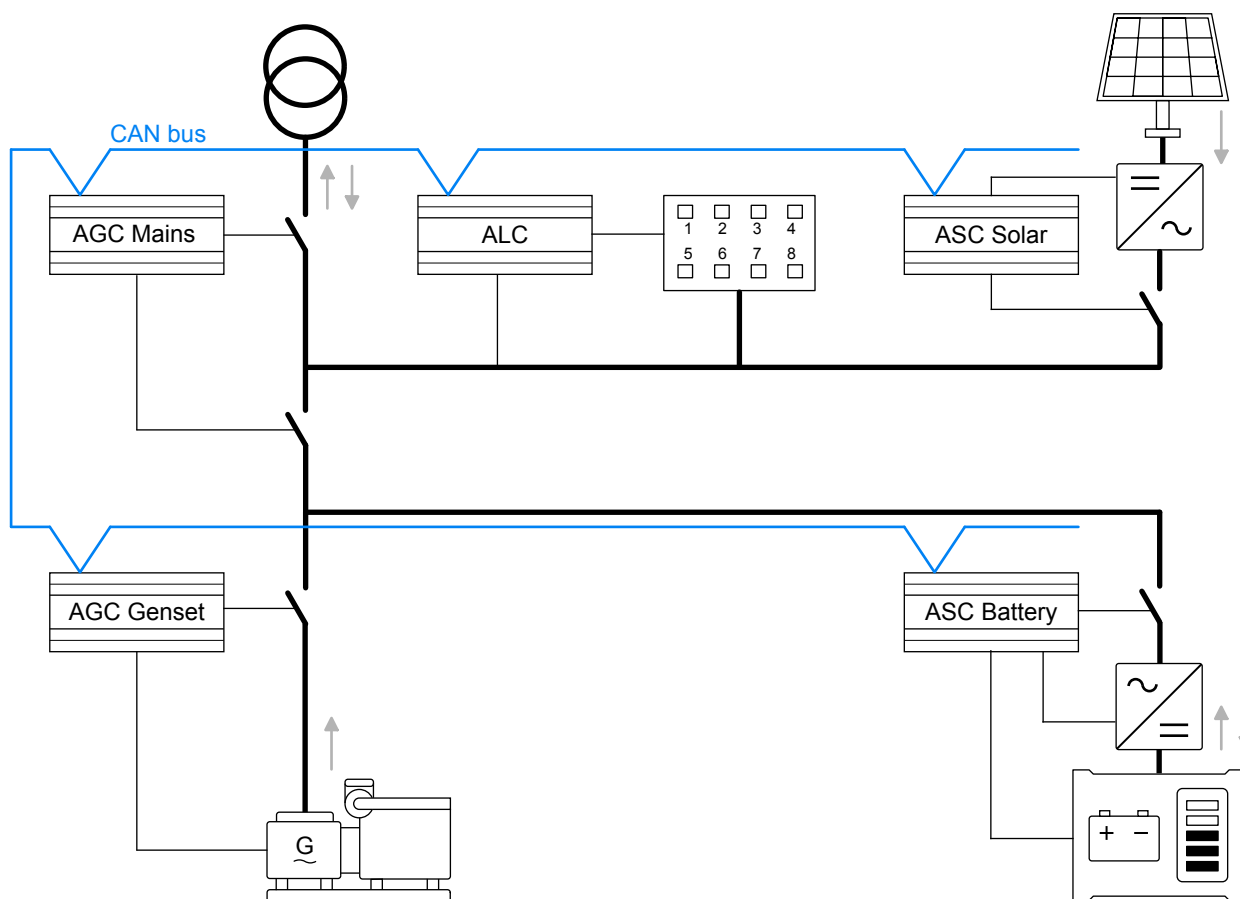 CAN bus
AGC Mains
ALC
1 2 3 4
5 6 7 8
ASC Solar
AGC Genset
ASC Battery
G
+ −